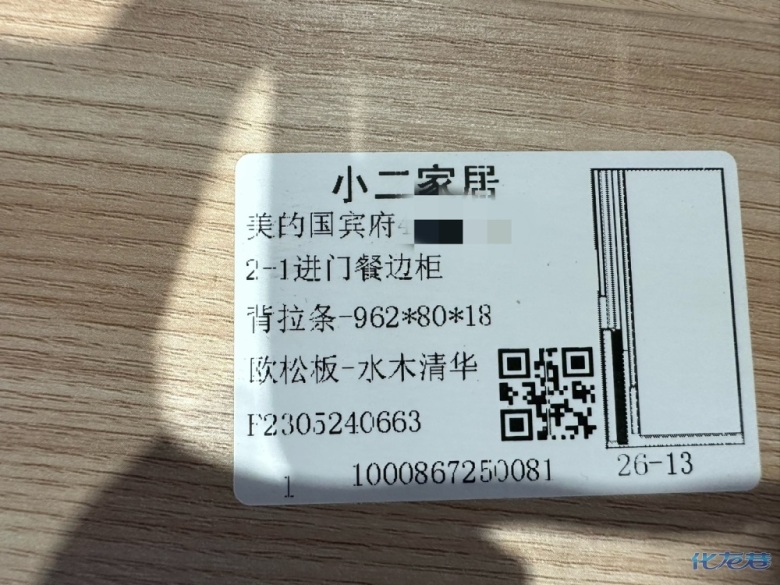 小二家居
美的国宾府
2-1进门餐边柜
背拉条-962*80*18
欧松板-水木清华
F2305240663
1 1000867250081
26-13
化龙巷